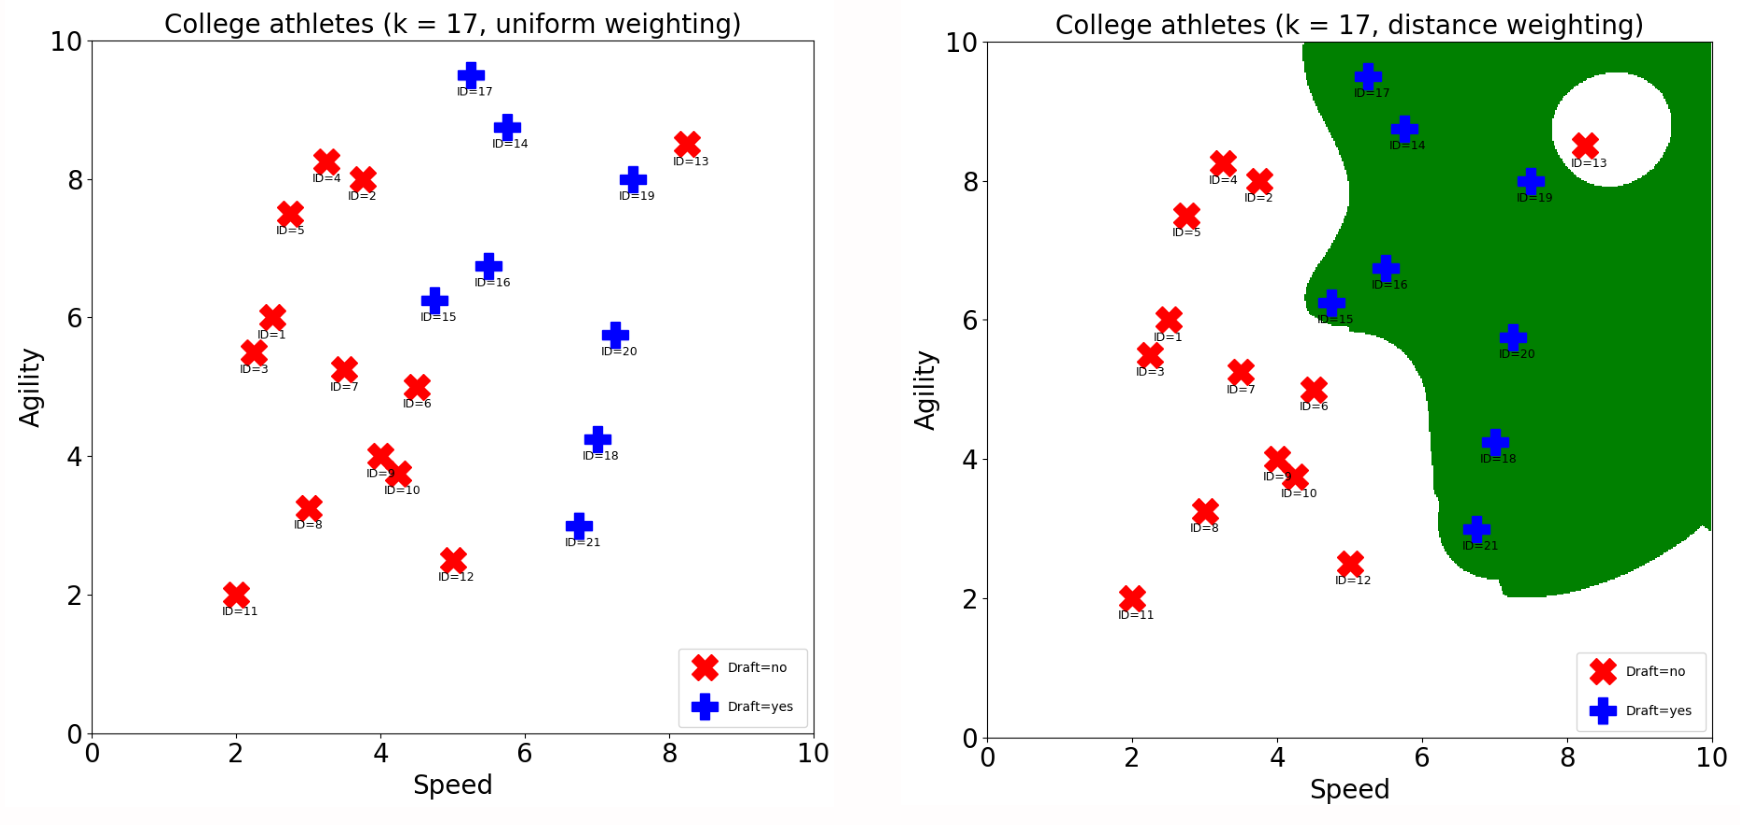 College athletes (k = 17, uniform weighting)
10
8
6
4
2
0
0
2
4
6
8
10
Agility
Speed
ID=17
ID=14
ID=13
ID=4
ID=2
ID=19
ID=5
ID=16
ID=15
ID=1
ID=20
ID=3
ID=7
ID=6
ID=18
ID=9
ID=10
ID=8
ID=21
ID=12
ID=11
Draft=no
Draft=yes
College athletes (k = 17, distance weighting)
10
8
6
4
2
0
0
2
4
6
8
10
Agility
Speed
ID=17
ID=14
ID=13
ID=4
ID=2
ID=19
ID=5
ID=16
ID=15
ID=1
ID=20
ID=3
ID=7
ID=6
ID=18
ID=9
ID=10
ID=8
ID=21
ID=12
ID=11
Draft=no
Draft=yes